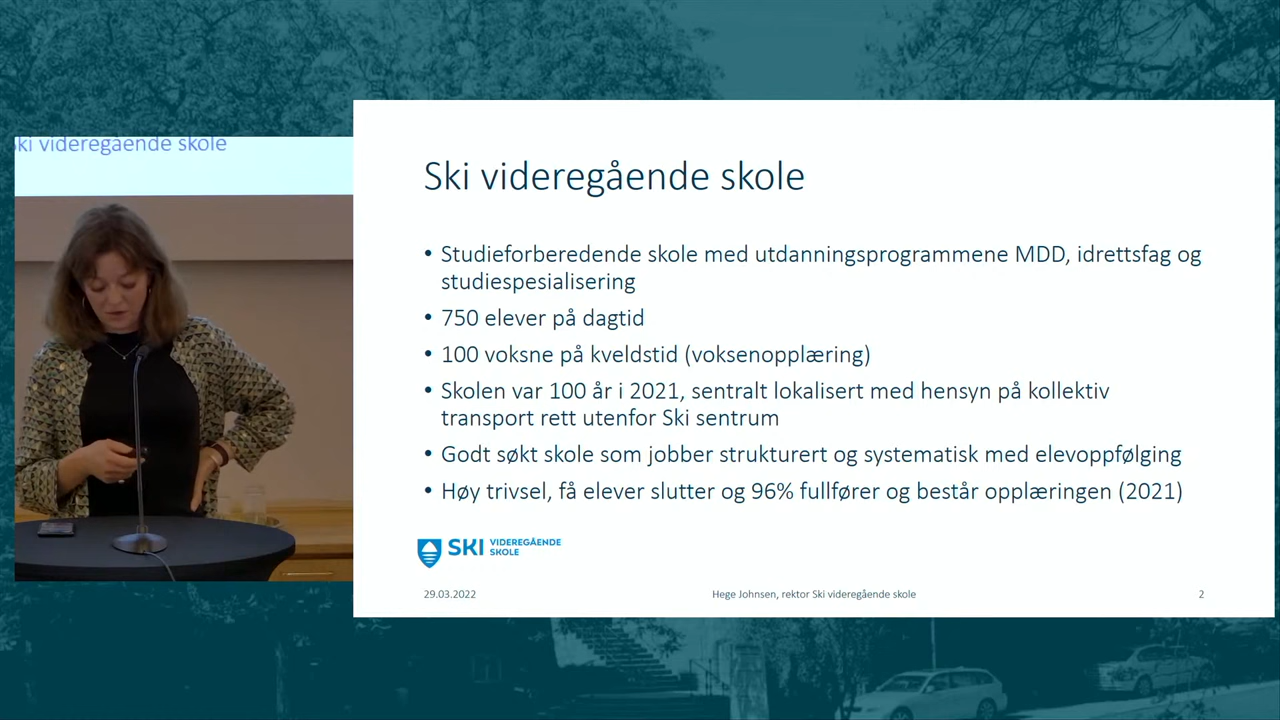 ski videregående skole
Ski videregående skole
• Studieforberedende skole med utdanningsprogrammene MDD, idrettsfag og
studiespesialisering
• 750 elever på dagtid
• 100 voksne på kveldstid (voksenopplæring)
• Skolen var 100 år i 2021, sentralt lokalisert med hensyn på kollektiv
transport rett utenfor Ski sentrum
• Godt søkt skole som jobber strukturert og systematisk med elevoppfølging
• Høy trivsel, få elever slutter og 96% fullfører og består opplæringen (2021)
SKI VIDEREGÅENDE
SKOLE
29.03.2022 Hege Johnsen, rektor Ski videregående skole 2